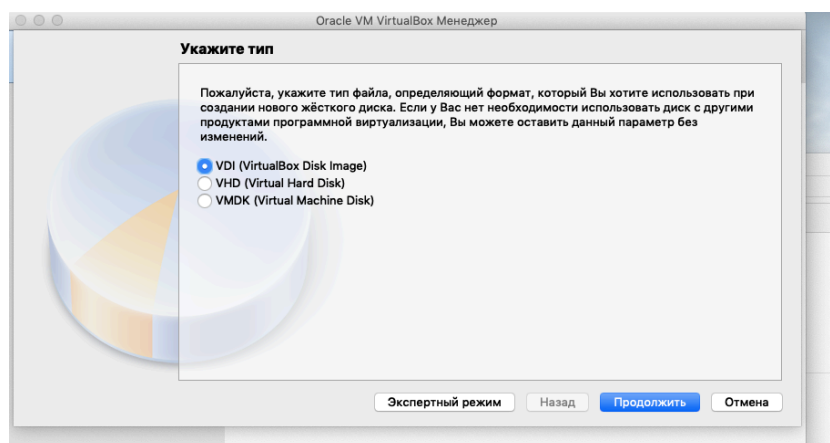 Oracle VM VirtualBox Менеджер
Укажите тип
Пожалуйста, укажите тип файла, определяющий формат, который Вы хотите использовать при
создании нового жёсткого диска. Если у Вас нет необходимости использовать диск с другими
продуктами программной виртуализации, Вы можете оставить данный параметр без
изменений.
VDI (VirtualBox Disk Image)
VHD (Virtual Hard Disk)
VMDK (Virtual Machine Disk)
Экспертный режим Назад Продолжить Отмена